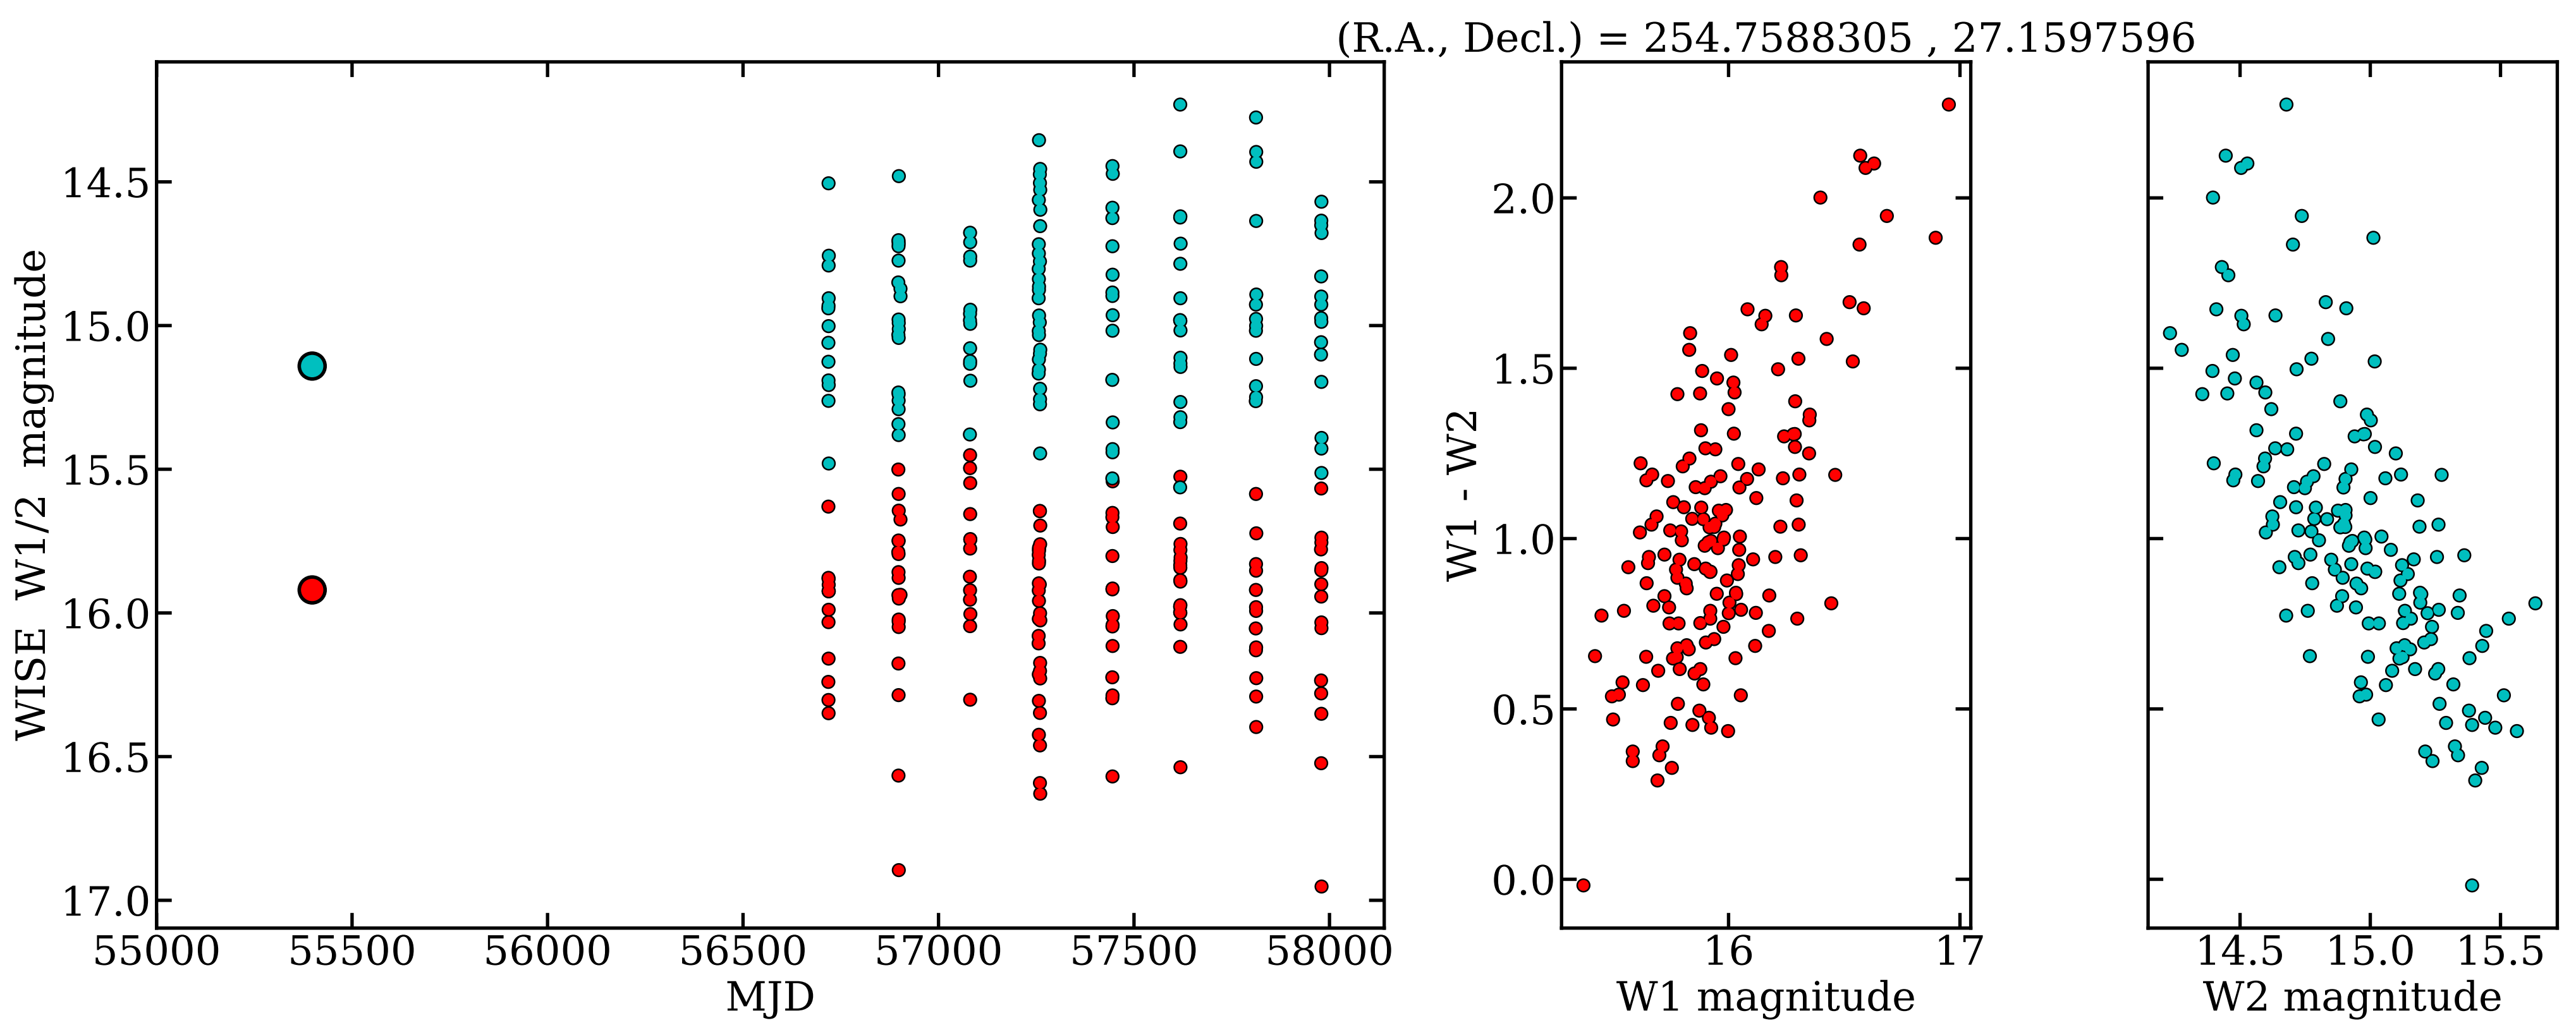 (R.A., Decl.) = 254.7588305 , 27.1597596
WISE W1/2 magnitude
14.5
15.0
15.5
16.0
16.5
17.0
55000 55500 56000 56500 57000 57500 58000
MJD
W1 - W2
2.0
1.5
1.0
0.5
0.0
16 17
W1 magnitude
14.5 15.0 15.5
W2 magnitude